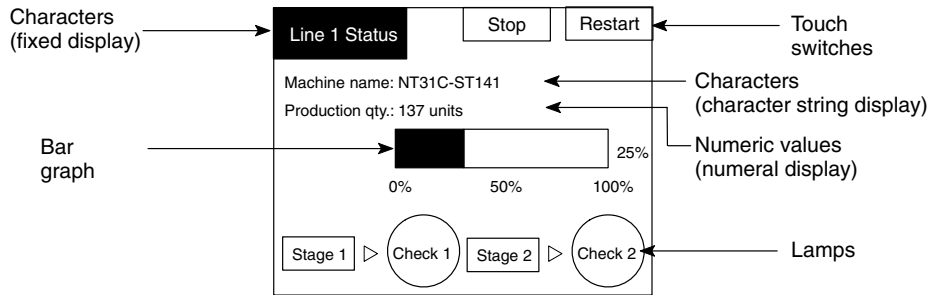 Characters
(fixed display)
Line 1 Status
Stop
Restart
Touch
switches
Machine name: NT31C-ST141
Characters
(character string display)
Production qty.: 137 units
Bar
graph
25%
Numeric values
(numeral display)
0%
50%
100%
Stage 1
Check 1
Stage 2
Check 2
Lamps